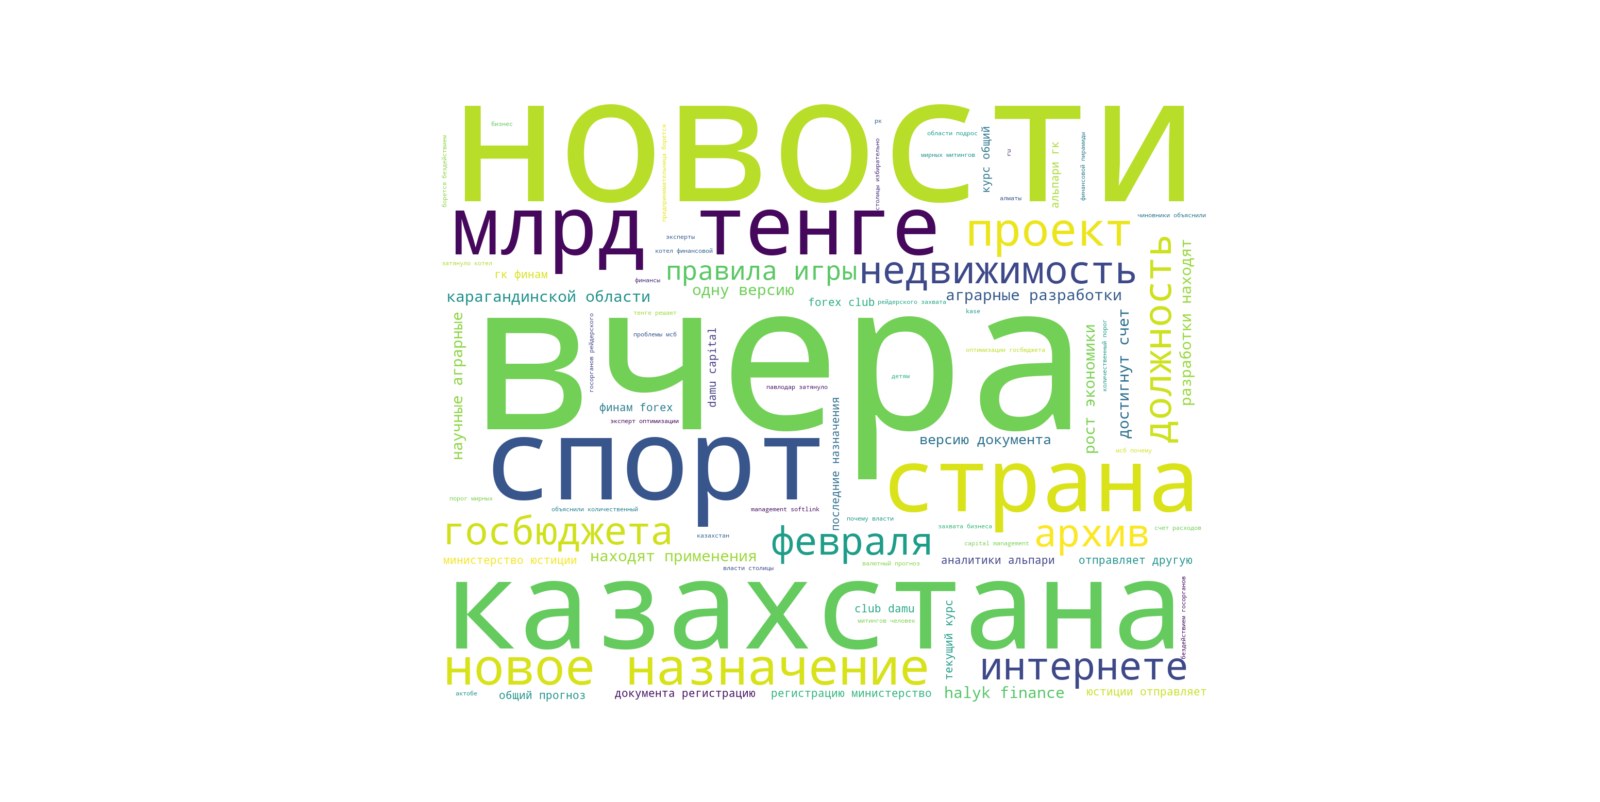 новости
бизнес
рк
области подрос
мирных митингов
алматы
ru
курс общий
альпари гк
финансовой пирамиды
борется бездействием
предпринимательница борется
столицы избирательно
млрд тенге
проект
чиновники объяснили
эксперты
котел финансовой
затянуло котел
гк финам
финансы
правила игры
недвижимость
одну версию
карагандинской области
forex club
рейдерского захвата
аграрные разработки
kase
должность
разработки находят
научные аграрные
вчера
госорганов рейдерского
тенге решает
проблемы мсб
damu capital
павлодар затянуло
детям
оптимизации госбюджета
рост экономики
количественный порог
достигнут счет
финам forex
эксперт оптимизации
последние назначения
версию документа
мсб почему
спорт
страна
порог мирных
объяснили количественный
management softlink
казахстан
почему власти
захвата бизнеса
счет расходов
госбюджета
февраля
capital management
архив
министерство юстиции
находят применения
власти столицы
валютный прогноз
аналитики альпари
отправляет другую
казахстана
club damu
митингов человек
текущий курс
бездействием госорганов
новое назначение
интернете
актобе
общий прогноз
документа регистрацию
регистрацию министерство
halyk finance
юстиции отправляет